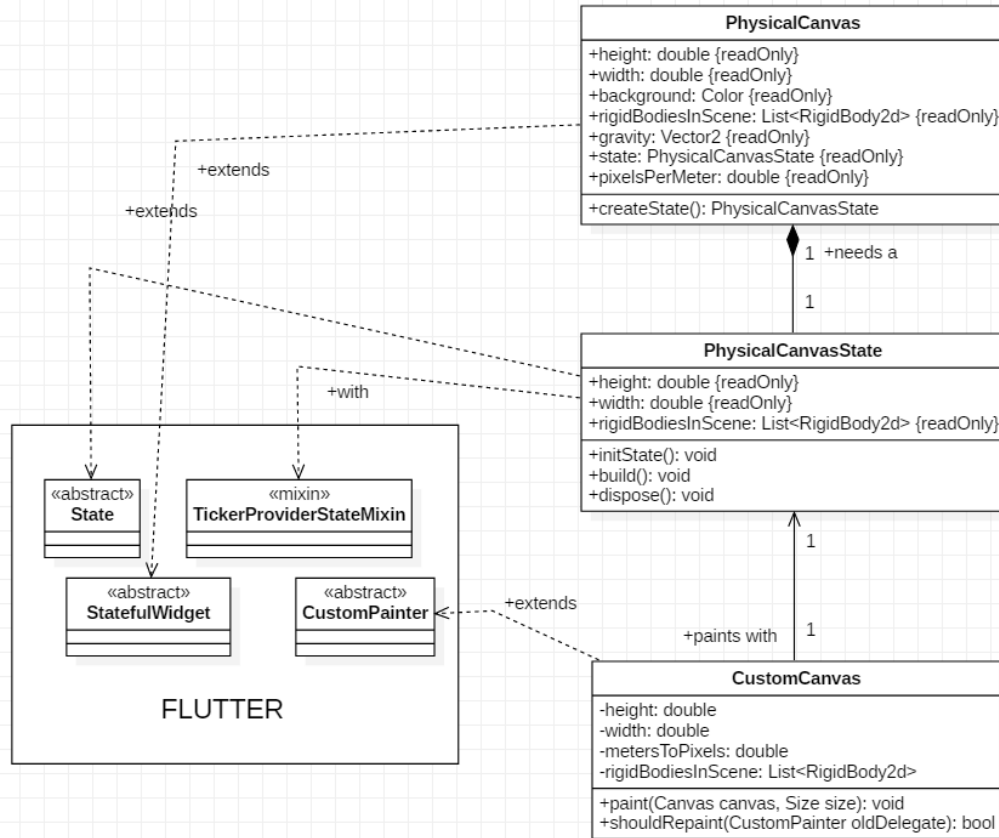 PhysicalCanvas
+height: double {readOnly}
+width: double {readOnly}
+background: Color {readOnly}
+rigidBodiesInScene: List<RigidBody2d> {readOnly}
+gravity: Vector2 {readOnly}
+state: PhysicalCanvasState {readOnly}
+pixelsPerMeter: double {readOnly}
+createState(): PhysicalCanvasState
+extends
+extends
1 +needs a
1
PhysicalCanvasState
+height: double {readOnly}
+width: double {readOnly}
+rigidBodiesInScene: List<RigidBody2d> {readOnly}
+initState(): void
+build(): void
+dispose(): void
+with
«abstract»
State
«mixin»
TickerProviderStateMixin
«abstract»
StatefulWidget
«abstract»
CustomPainter
FLUTTER
+extends
1
+paints with
1
CustomCanvas
-height: double
-width: double
-metersToPixels: double
-rigidBodiesInScene: List<RigidBody2d>
+paint(Canvas canvas, Size size): void
+shouldRepaint(CustomPainter oldDelegate): bool